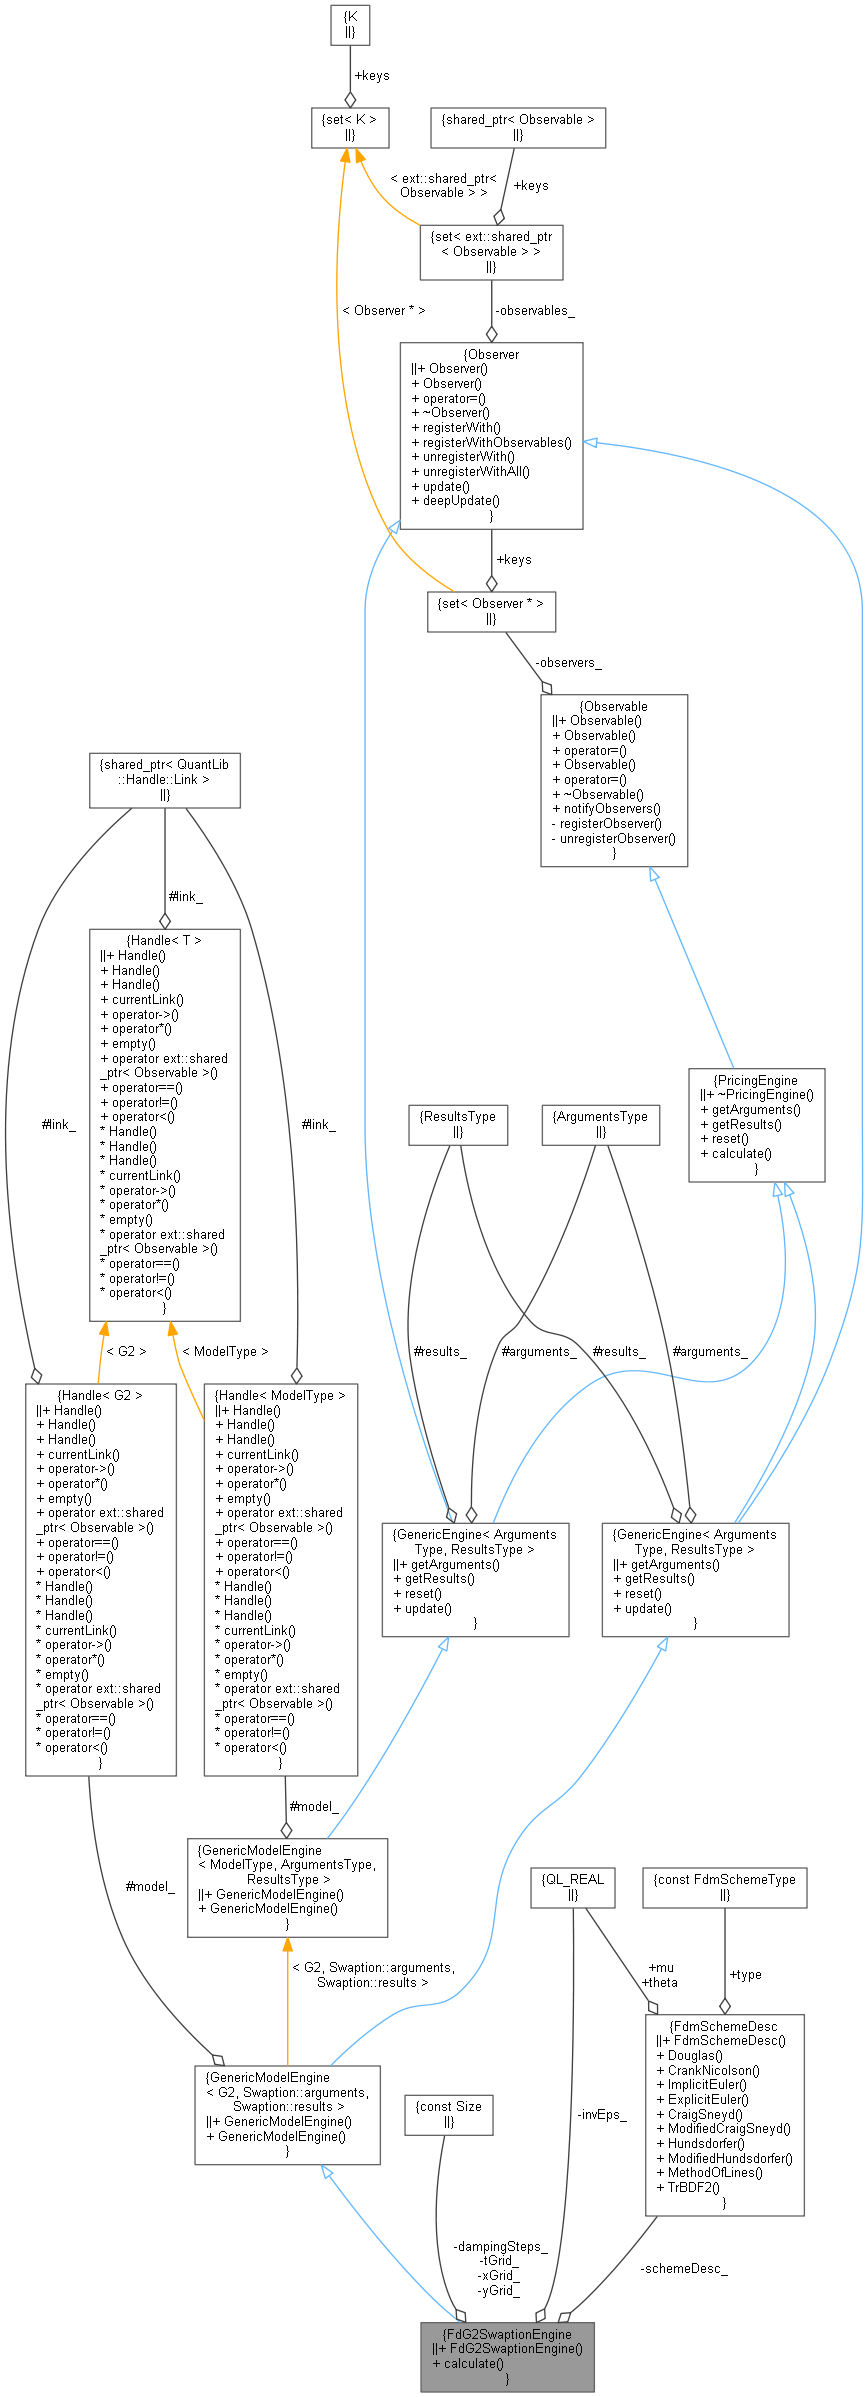 {K
||}
+keys
{set< K >
||}
{shared_ptr< Observable >
||}
< ext::shared_ptr<
Observable > >
+keys
{set< ext::shared_ptr
< Observable > >
||}
< Observer * >
-observables_
{Observer
||+ Observer()
+ Observer()
+ operator=()
+ ~Observer()
+ registerWith()
+ registerWithObservables()
+ unregisterWith()
+ unregisterWithAll()
+ update()
+ deepUpdate()
}
+keys
{set< Observer * >
||}
-observers_
{Observable
||+ Observable()
+ Observable()
+ operator=()
+ Observable()
+ operator=()
+ ~Observable()
+ notifyObservers()
- registerObserver()
- unregisterObserver()
}
{shared_ptr< QuantLib
::Handle::Link >
||}
#link_
{Handle< T >
||+ Handle()
+ Handle()
+ Handle()
+ currentLink()
+ operator->()
+ operator*()
+ empty()
+ operator ext::shared
_ptr< Observable >()
+ operator==()
+ operator!=()
+ operator<()
* Handle()
* Handle()
* Handle()
* currentLink()
* operator->()
* operator*()
* empty()
* operator ext::shared
_ptr< Observable >()
* operator==()
* operator!=()
* operator<()
}
#link_
#link_
{PricingEngine
||+ ~PricingEngine()
+ getArguments()
+ getResults()
+ reset()
+ calculate()
}
{ResultsType
||}
{ArgumentsType
||}
< G2 >
< ModelType >
#results_
#arguments_
#results_
#arguments_
{Handle< G2 >
||+ Handle()
+ Handle()
+ Handle()
+ currentLink()
+ operator->()
+ operator*()
+ empty()
+ operator ext::shared
_ptr< Observable >()
+ operator==()
+ operator!=()
+ operator<()
* Handle()
* Handle()
* Handle()
* currentLink()
* operator->()
* operator*()
* empty()
* operator ext::shared
_ptr< Observable >()
* operator==()
* operator!=()
* operator<()
}
{Handle< ModelType >
||+ Handle()
+ Handle()
+ Handle()
+ currentLink()
+ operator->()
+ operator*()
+ empty()
+ operator ext::shared
_ptr< Observable >()
+ operator==()
+ operator!=()
+ operator<()
* Handle()
* Handle()
* Handle()
* currentLink()
* operator->()
* operator*()
* empty()
* operator ext::shared
_ptr< Observable >()
* operator==()
* operator!=()
* operator<()
}
{GenericEngine< Arguments
Type, ResultsType >
||+ getArguments()
+ getResults()
+ reset()
+ update()
}
{GenericEngine< Arguments
Type, ResultsType >
||+ getArguments()
+ getResults()
+ reset()
+ update()
}
#model_
#model_
{GenericModelEngine
< ModelType, ArgumentsType,
ResultsType >
||+ GenericModelEngine()
+ GenericModelEngine()
}
{QL_REAL
||}
{const FdmSchemeType
||}
< G2, Swaption::arguments,
Swaption::results >
+mu
+theta
+type
{FdmSchemeDesc
||+ FdmSchemeDesc()
+ Douglas()
+ CrankNicolson()
+ ImplicitEuler()
+ ExplicitEuler()
+ CraigSneyd()
+ ModifiedCraigSneyd()
+ Hundsdorfer()
+ ModifiedHundsdorfer()
+ MethodOfLines()
+ TrBDF2()
}
{GenericModelEngine
< G2, Swaption::arguments,
Swaption::results >
||+ GenericModelEngine()
+ GenericModelEngine()
}
{const Size
||}
-invEps_
-dampingSteps_
-tGrid_
-xGrid_
-yGrid_
-schemeDesc_
{FdG2SwaptionEngine
||+ FdG2SwaptionEngine()
+ calculate()
}